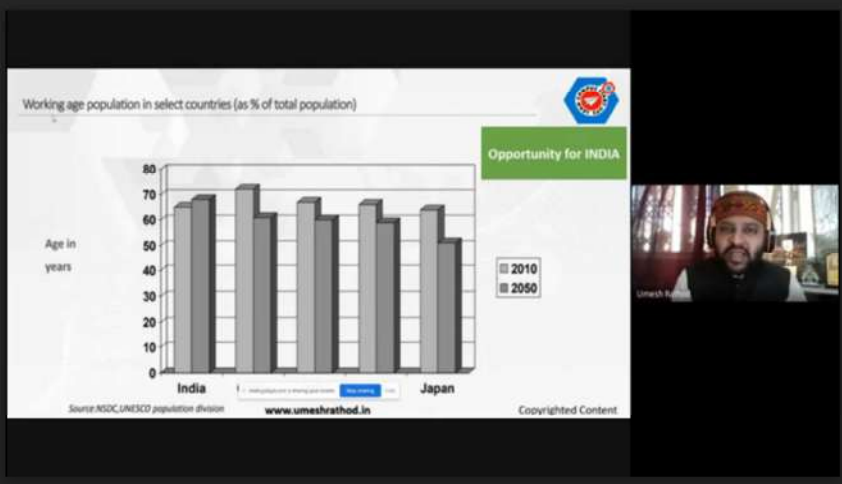 Working age population in select countries (as % of total population)
Opportunity for INDIA
80
70
60
50
40
30
20
10
0
Age in
years
2010
2050
India
Japan
Stop sharing
Source:NSDC,UNESCO population division
www.umeshrathod.in
Copyrighted Content
Umesh